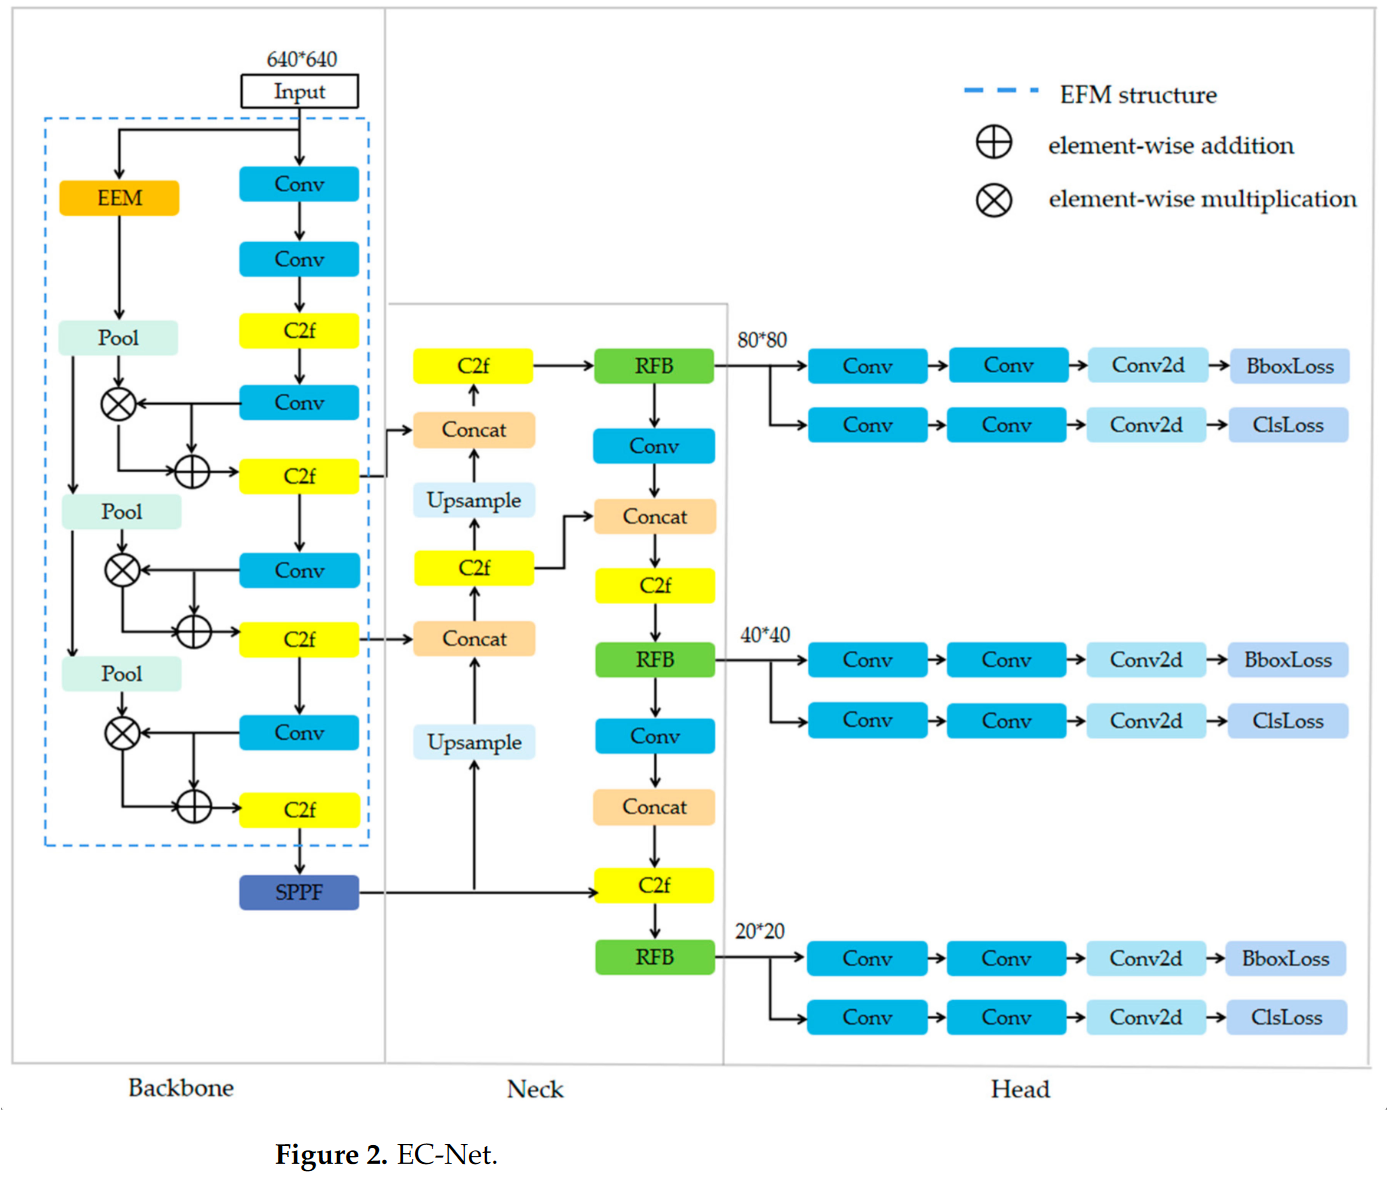 640*640
Input
EFM structure
element-wise addition
element-wise multiplication
EEM
Conv
Conv
C2f
Pool
Conv
C2f
Pool
Conv
C2f
Pool
Conv
C2f
SPPF
C2f
Concat
Upsample
C2f
Concat
Upsample
RFB
Conv
Concat
C2f
RFB
Conv
Concat
C2f
RFB
80*80
Conv Conv Conv2d BboxLoss
Conv Conv Conv2d ClsLoss
40*40
Conv Conv Conv2d BboxLoss
Conv Conv Conv2d ClsLoss
20*20
Conv Conv Conv2d BboxLoss
Conv Conv Conv2d ClsLoss
Backbone Neck Head
Figure 2. EC-Net.